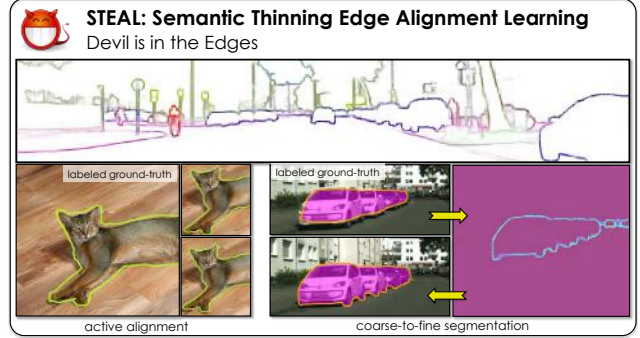 STEAL: Semantic Thinning Edge Alignment Learning
Devil is in the Edges
labeled ground-truth
labeled ground-truth
active alignment
coarse-to-fine segmentation